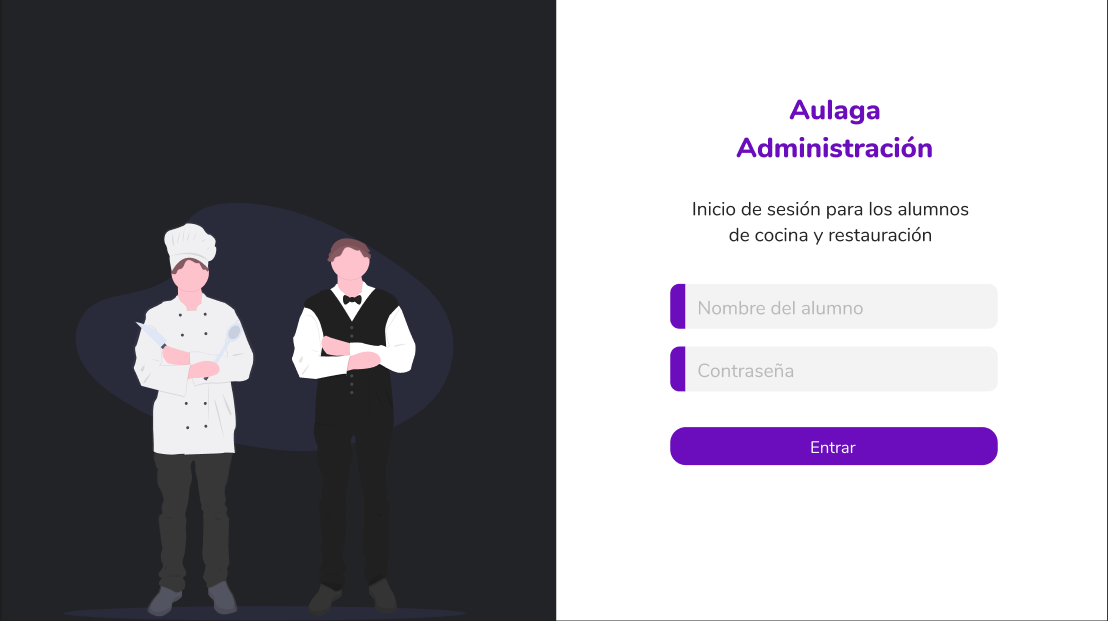 Aulaga
Administración
Inicio de sesión para los alumnos
de cocina y restauración
Nombre del alumno
Contraseña
Entrar